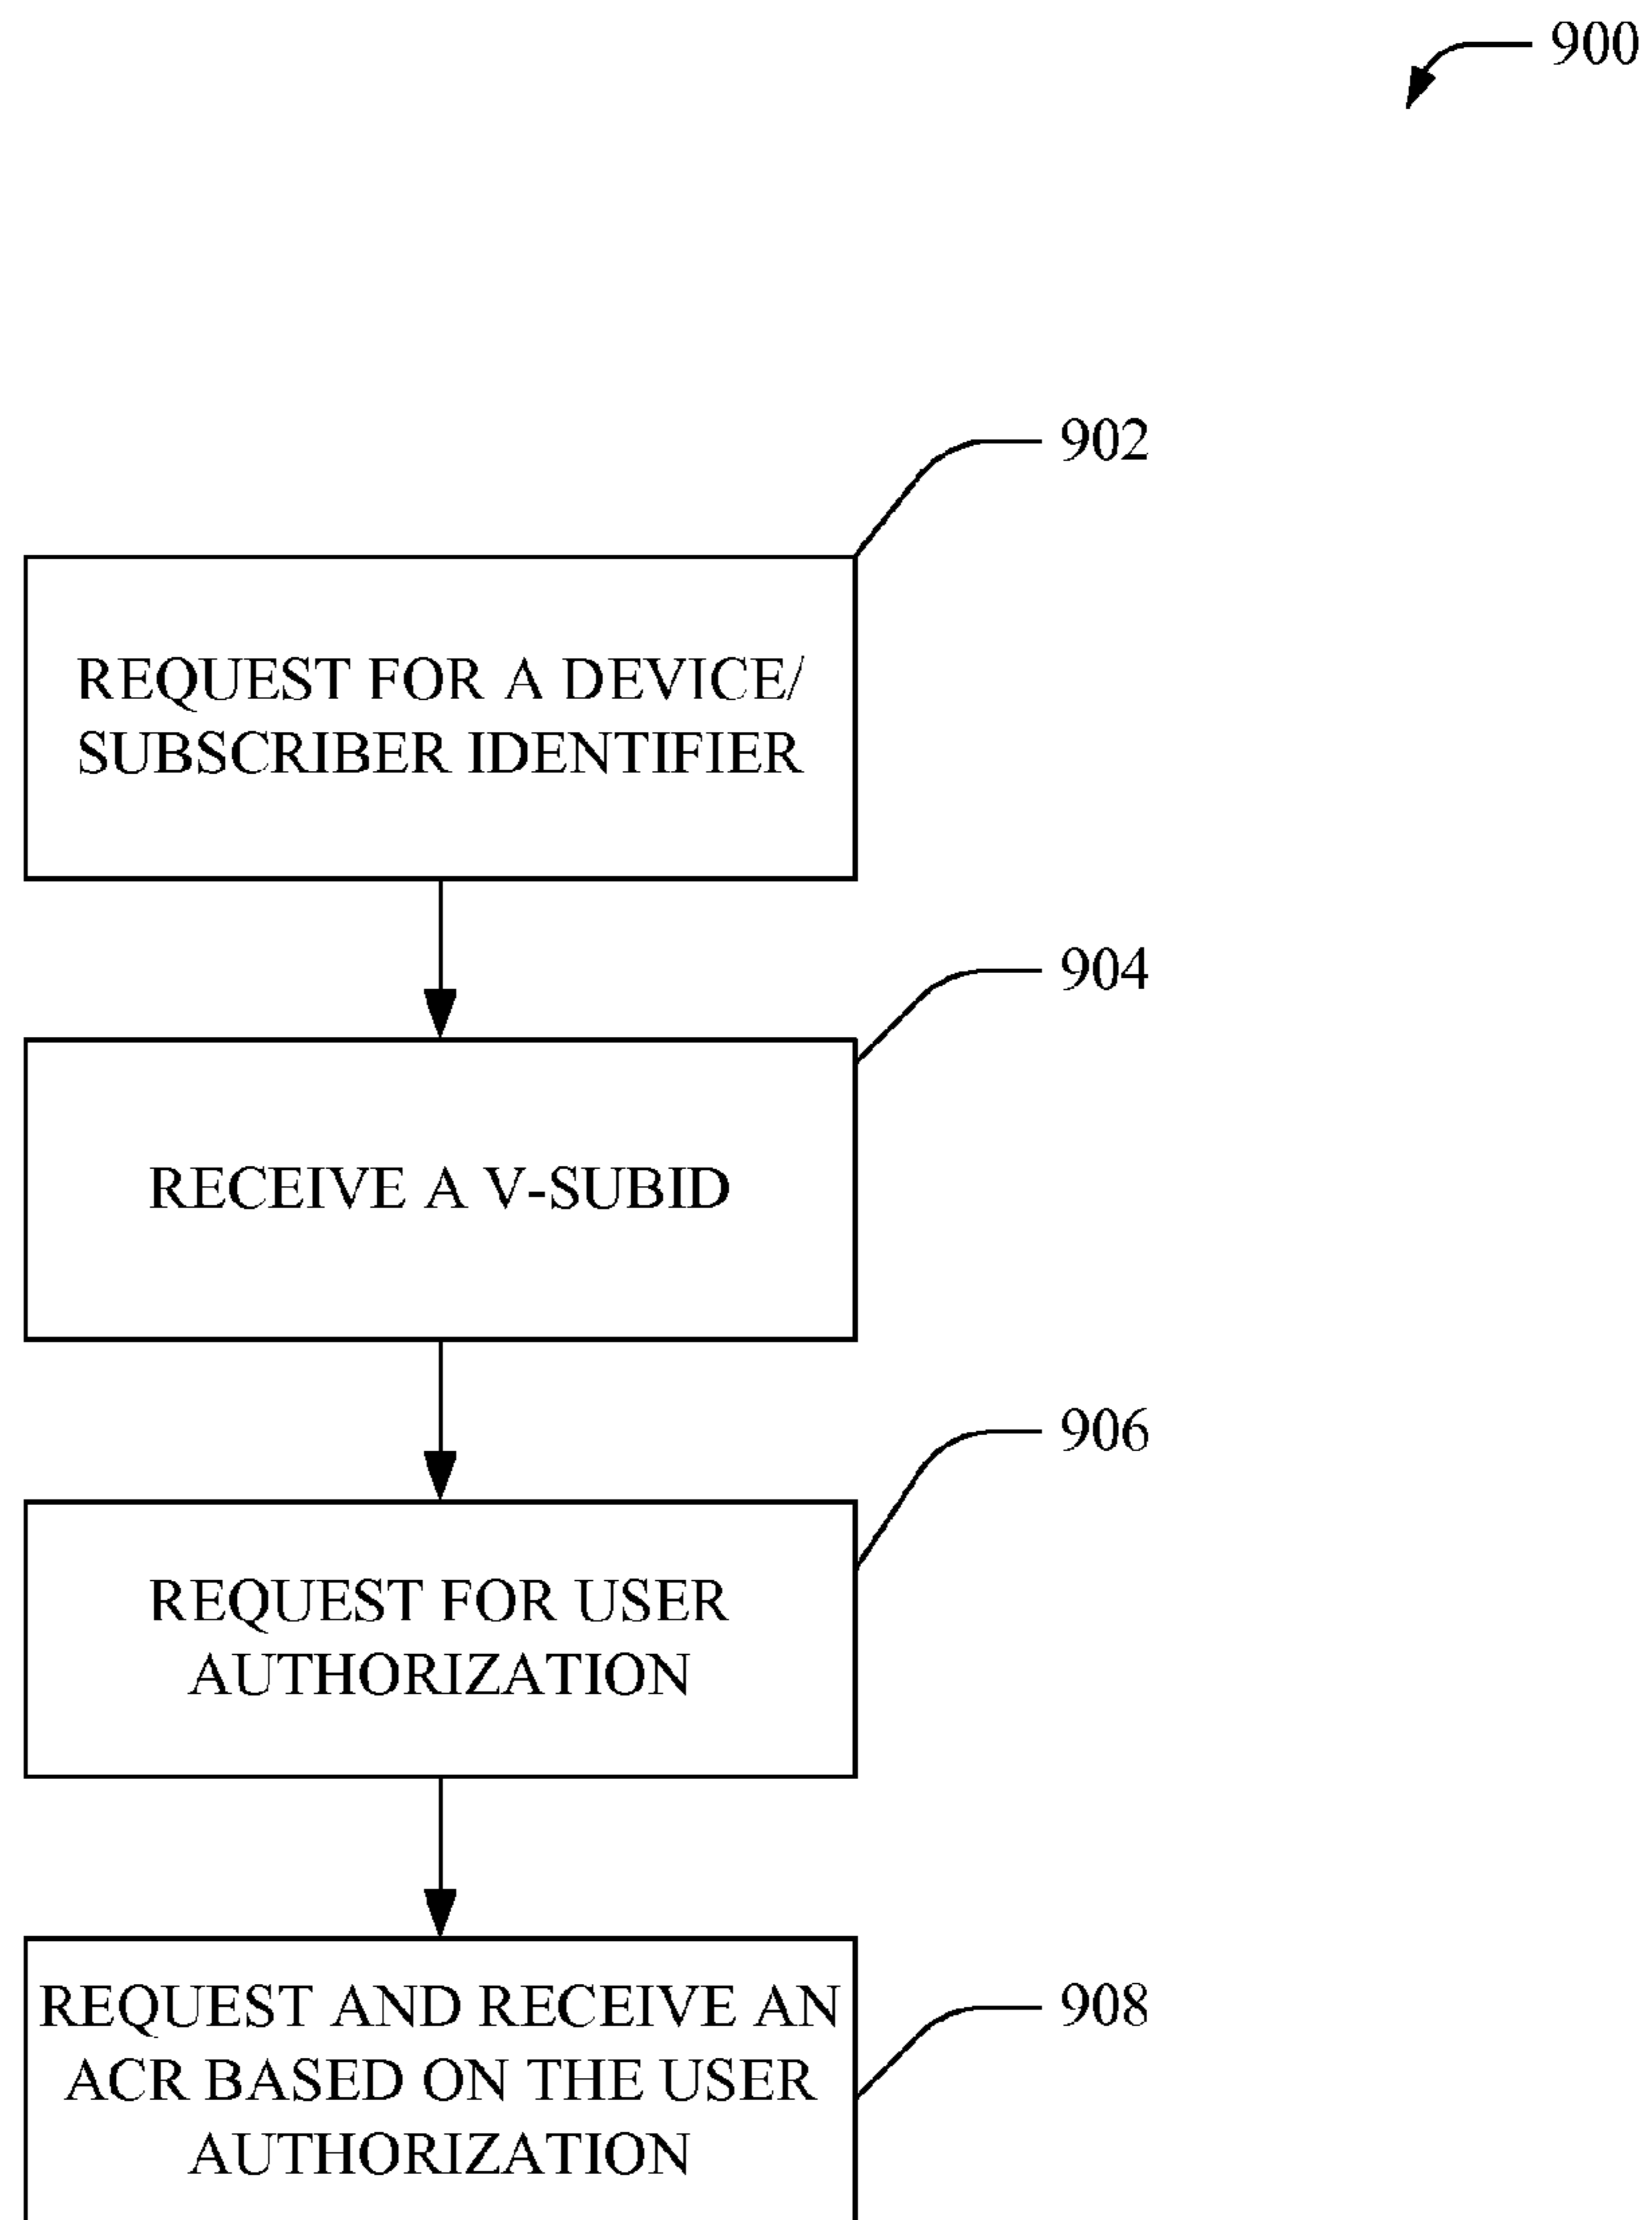 900
902
REQUEST FOR A DEVICE/
SUBSCRIBER IDENTIFIER
904
RECEIVE A V-SUBID
906
REQUEST FOR USER
AUTHORIZATION
908
REQUEST AND RECEIVE AN
ACR BASED ON THE USER
AUTHORIZATION